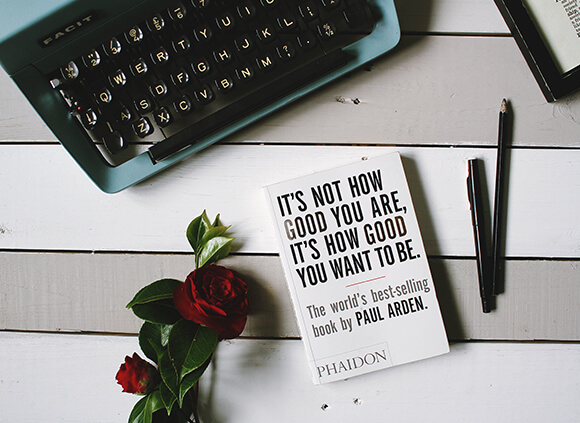 FACIT
Q W E R T Y U I O P
A S D F G H J K L
Z X C V B N M
IT'S NOT HOW
GOOD YOU ARE,
IT'S HOW GOOD
YOU WANT TO BE.
The world's best-selling
book by PAUL ARDEN.
PHAIDON